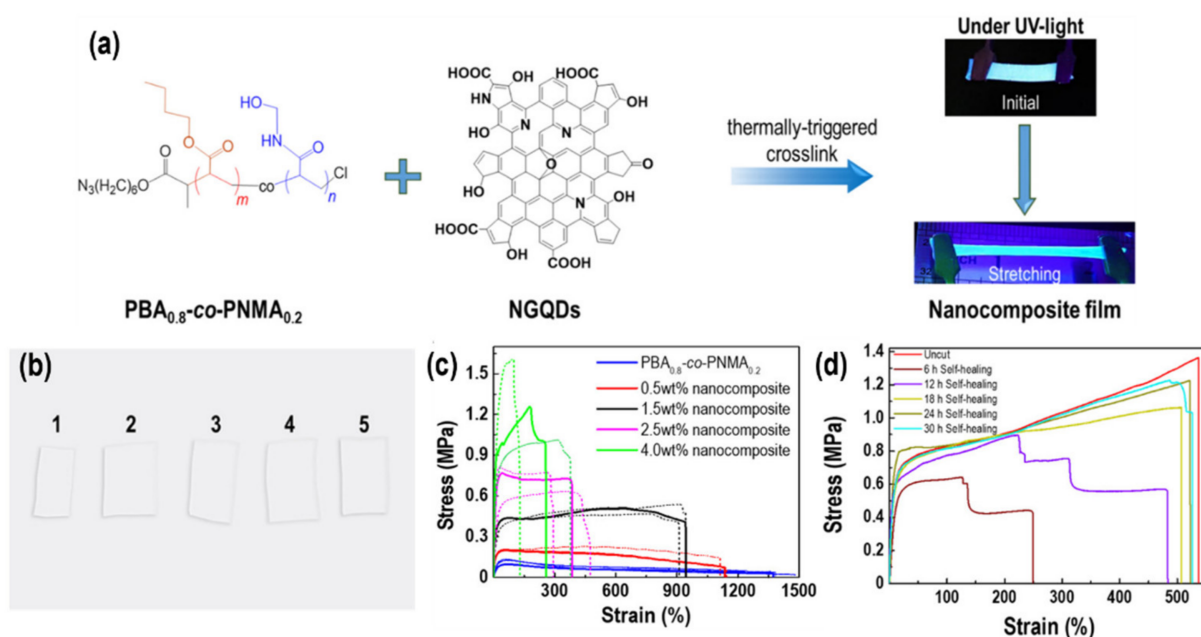 (a)
HO
HN
O
O
O
O
O
N3(H2C)6O
m
co
n
Cl
PBA0.8-co-PNMA0.2
HOOC
OH
HOOC
HN
N
N
OH
HO
O
O
HO
N
OH
HOOC
OH
COOH
NGQDs
thermally-triggered
crosslink
Under UV-light
Initial
Stretching
Nanocomposite film
(b)
1 2 3 4 5
(c)
PBA0.8-co-PNMA0.2
0.5wt% nanocomposite
1.5wt% nanocomposite
2.5wt% nanocomposite
4.0wt% nanocomposite
1.5
1.2
0.9
0.6
0.3
0
300 600 900 1200 1500
Stress (MPa)
Strain (%)
(d)
Uncut
6 h Self-healing
12 h Self-healing
18 h Self-healing
24 h Self-healing
30 h Self-healing
1.4
1.2
1.0
0.8
0.6
0.4
0.2
0
100 200 300 400 500
Stress (MPa)
Strain (%)